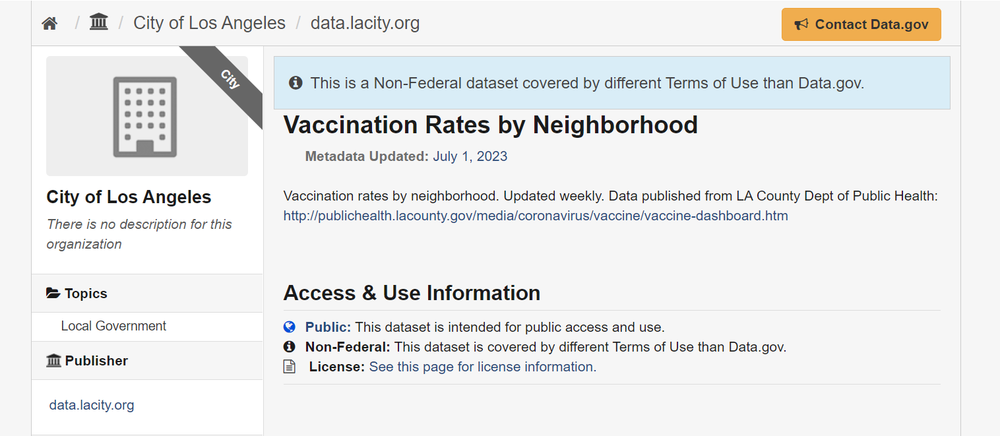 / / City of Los Angeles / data.lacity.org
Contact Data.gov
City
City of Los Angeles
There is no description for this
organization
Topics
Local Government
Publisher
data.lacity.org
This is a Non-Federal dataset covered by different Terms of Use than Data.gov.
Vaccination Rates by Neighborhood
Metadata Updated: July 1, 2023
Vaccination rates by neighborhood. Updated weekly. Data published from LA County Dept of Public Health:
http://publichealth.lacounty.gov/media/coronavirus/vaccine/vaccine-dashboard.htm
Access & Use Information
Public: This dataset is intended for public access and use.
Non-Federal: This dataset is covered by different Terms of Use than Data.gov.
License: See this page for license information.